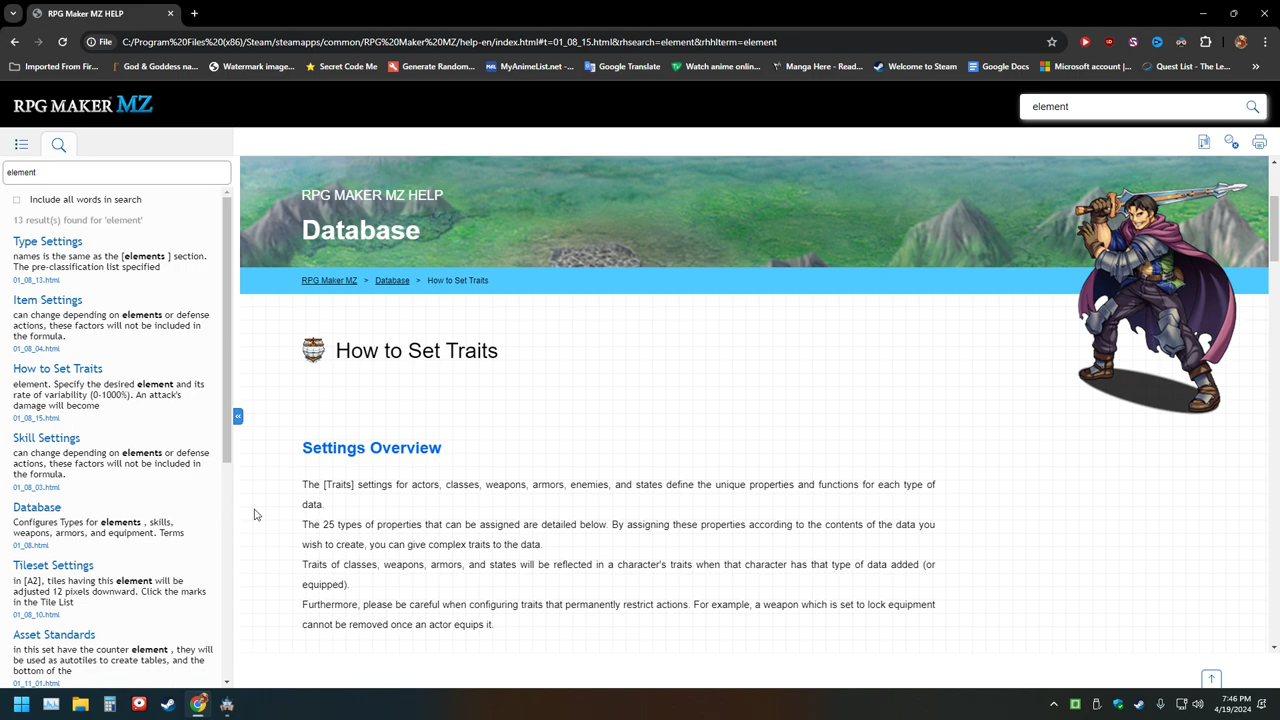 RPG MAKER MZ HELP
File
C:/Program%20Files%20(x86)/Steam/steamapps/common/RPG%20Maker%20MZ/help-en/index.html#t=01_08_15.html&rhsearch=element&rhhlterm=element
Imported From Fir...
God & Goddess na...
Watermark image...
Secret Code Me
Generate Random...
MyAnimeList.net -...
Google Translate
Watch anime onlin...
Manga Here - Read...
Welcome to Steam
Google Docs
Microsoft account |...
Quest List - The Le...
RPG MAKER MZ
element
element
Include all words in search
13 result(s) found for 'element'
Type Settings
names is the same as the [elements ] section.
The pre-classification list specified
01_08_13.html
Item Settings
can change depending on elements or defense
actions, these factors will not be included in
the formula.
01_08_04.html
How to Set Traits
element. Specify the desired element and its
rate of variability (0-1000%). An attack's
damage will become
01_08_15.html
Skill Settings
can change depending on elements or defense
actions, these factors will not be included in
the formula.
01_08_03.html
Database
Configures Types for elements , skills,
weapons, armors, and equipment. Terms
01_08.html
Tileset Settings
in [A2], tiles having this element will be
adjusted 12 pixels downward. Click the marks
in the Tile List
01_08_10.html
Asset Standards
in this set have the counter element , they will
be used as autotiles to create tables, and the
bottom of the
01_11_01.html
RPG MAKER MZ HELP
Database
RPG Maker MZ > Database > How to Set Traits
How to Set Traits
Settings Overview
The [Traits] settings for actors, classes, weapons, armors, enemies, and states define the unique properties and functions for each type of
data.
The 25 types of properties that can be assigned are detailed below. By assigning these properties according to the contents of the data you
wish to create, you can give complex traits to the data.
Traits of classes, weapons, armors, and states will be reflected in a character's traits when that character has that type of data added (or
equipped).
Furthermore, please be careful when configuring traits that permanently restrict actions. For example, a weapon which is set to lock equipment
cannot be removed once an actor equips it.
7:46 PM
4/19/2024